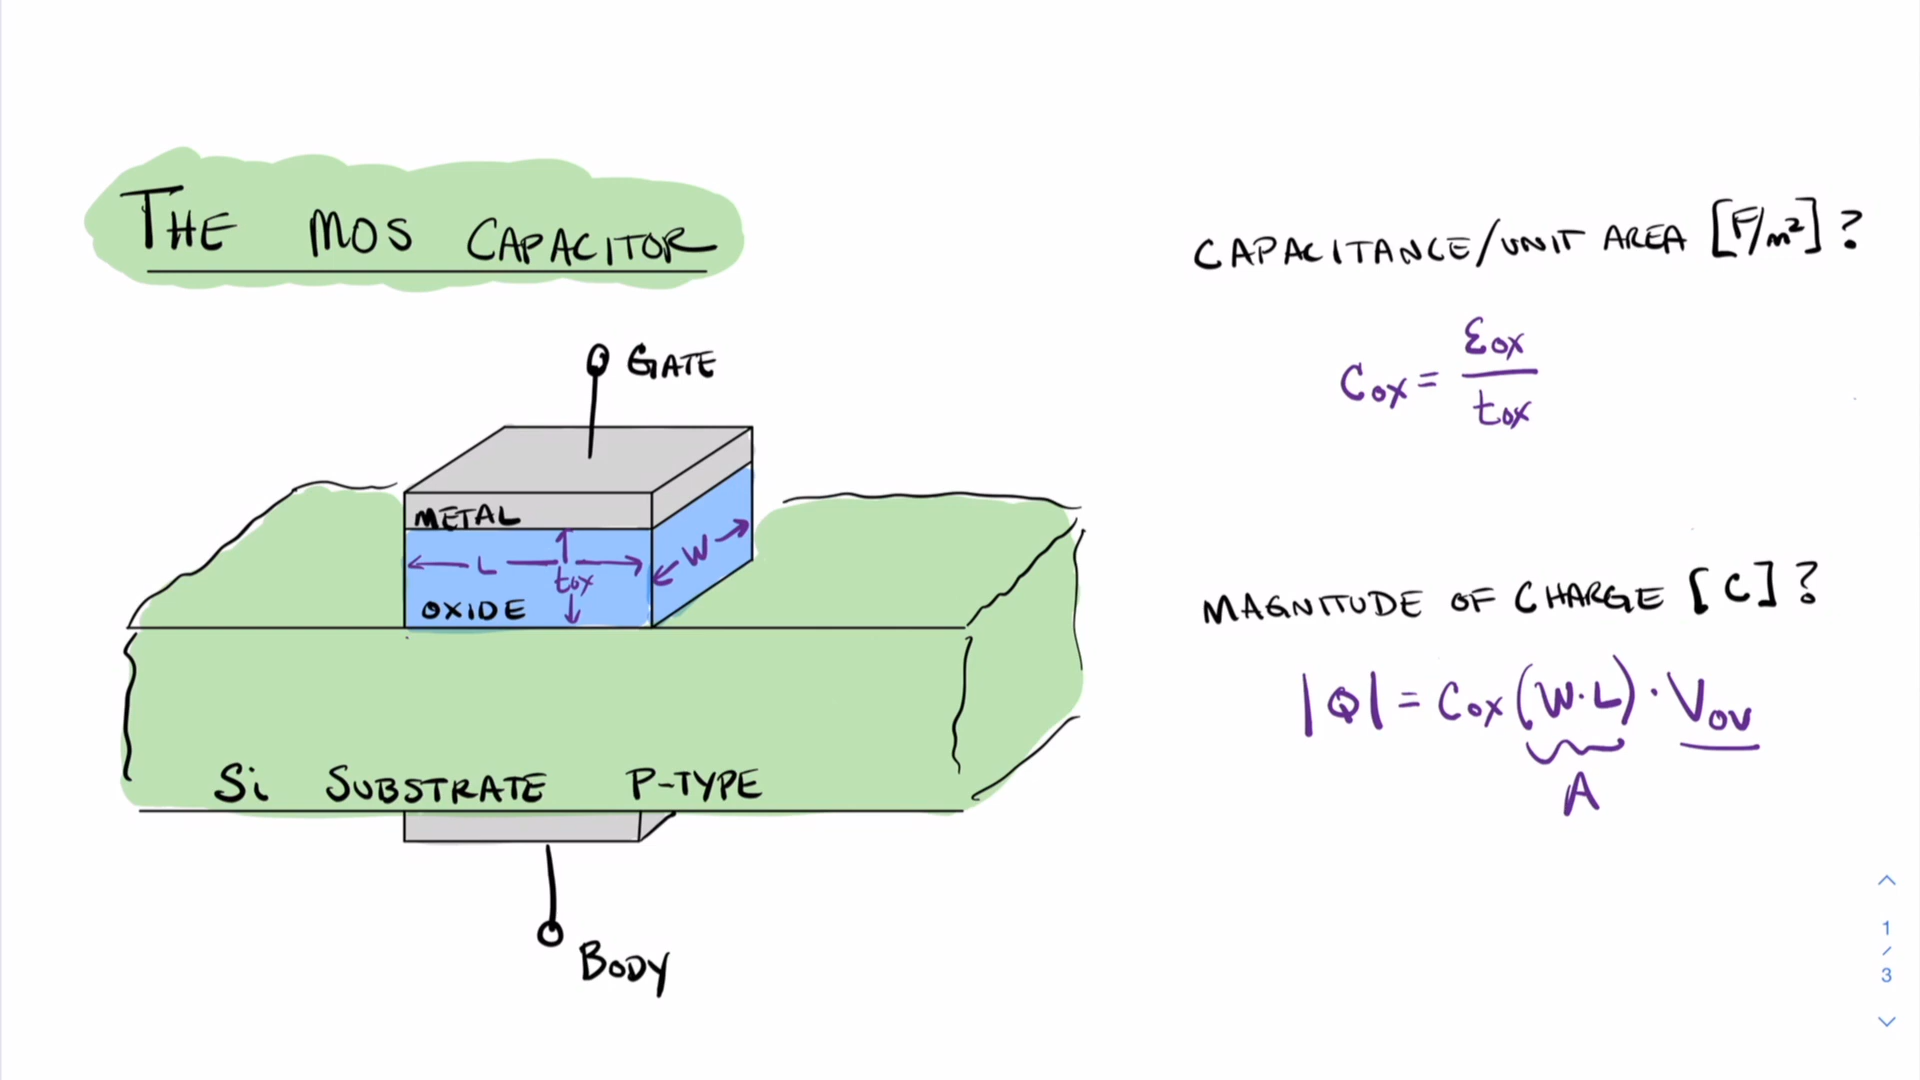 THE MOS CAPACITOR
GATE
METAL
L
tox
W
OXIDE
Si SUBSTRATE P-TYPE
BODY
CAPACITANCE/UNIT AREA [F/m²]?
Cox = εox / tox
MAGNITUDE OF CHARGE [C]?
|Q| = Cox (W·L) · Vov
A
1
/
3